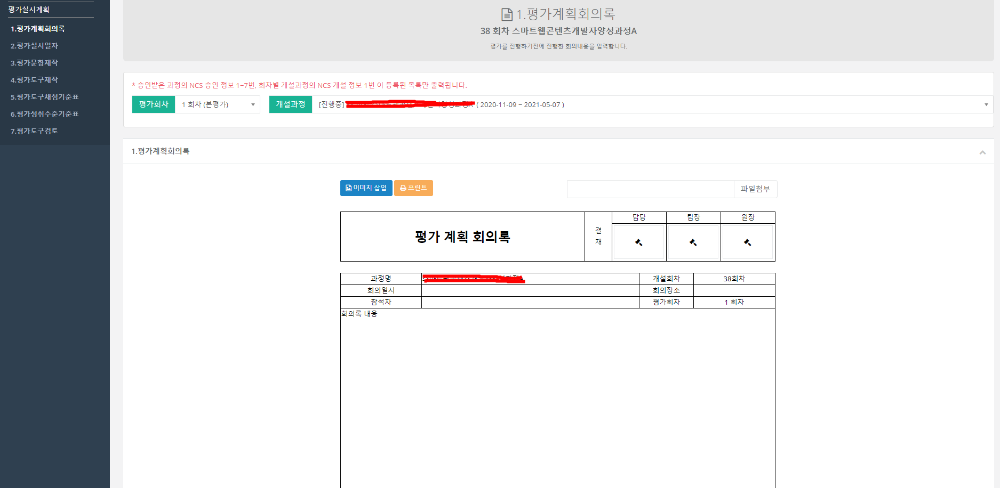 평가실시계획
1.평가계획회의록
2.평가실시일자
3.평가문항제작
4.평가도구제작
5.평가도구채점기준표
6.평가성취수준기준표
7.평가도구검토
1.평가계획회의록
38 회차 스마트웹콘텐츠개발자양성과정A
평가를 진행하기전에 진행한 회의내용을 입력합니다.
* 승인받은 과정의 NCS 승인 정보 1~7번, 회차별 개설과정의 NCS 개설 정보 1번 이 등록된 목록만 출력됩니다.
평가회차 1 회차 (본평가) 개설과정 [진행중] ( 2020-11-09 ~ 2021-05-07 )
1.평가계획회의록
이미지 삽입 프린트 파일첨부
평가 계획 회의록
결
재
담당 팀장 원장
과정명 개설회차 38회차
회의일시 회의장소
참석자 평가회차 1 회차
회의록 내용